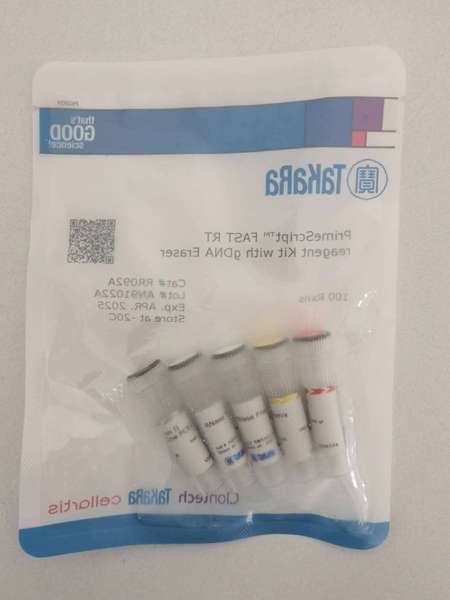 that's
GOOD
science!
寶 TaKaRa
PrimeScript™ FAST RT
reagent Kit with gDNA Eraser
100 Rxns
Cat# RR092A
Lot# AN91022A
Exp. APR. 2025
Store at -20C
Clontech TaKaRa cellartis